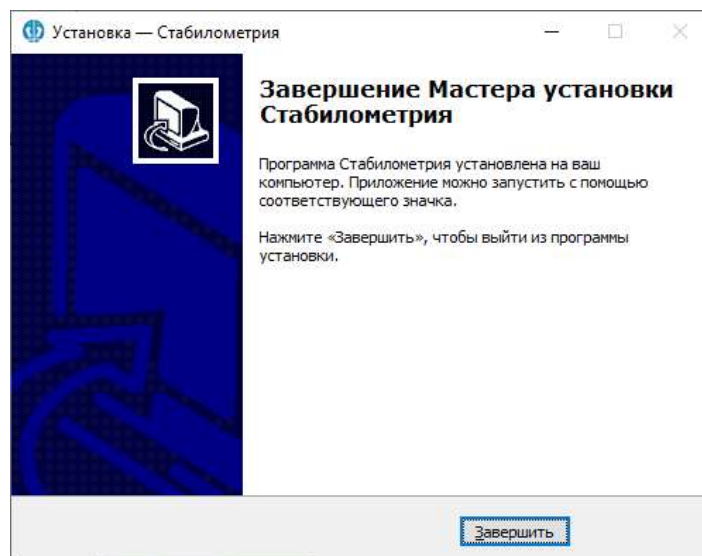 Установка — Стабилометрия
Завершение Мастера установки
Стабилометрия
Программа Стабилометрия установлена на ваш
компьютер. Приложение можно запустить с помощью
соответствующего значка.
Нажмите «Завершить», чтобы выйти из программы
установки.
Завершить